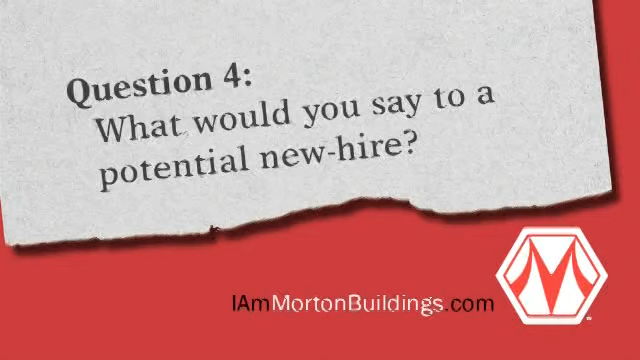 Question 4:
What would you say to a
potential new-hire?
IAmMortonBuildings.com